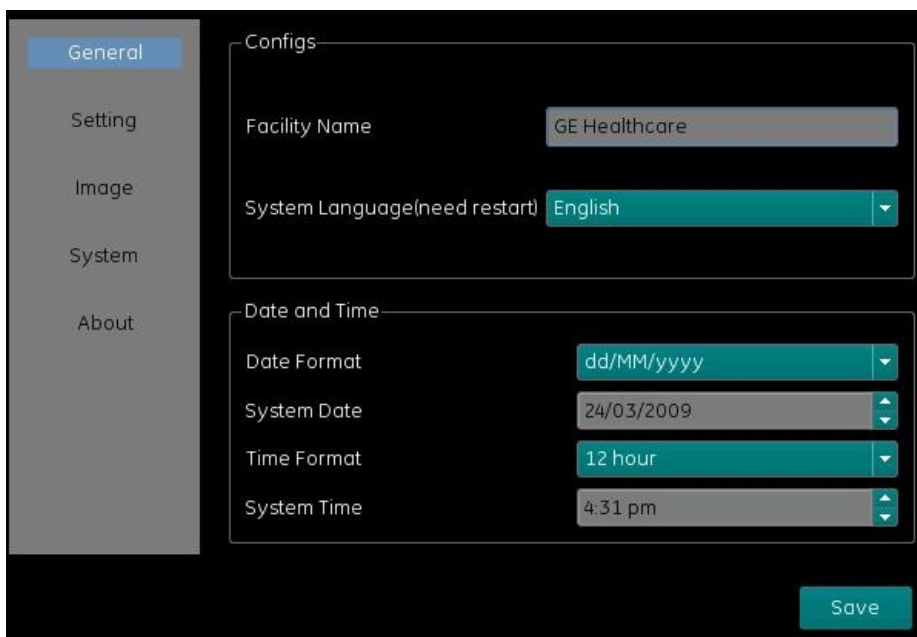 General
Setting
Image
System
About
Configs
Facility Name GE Healthcare
System Language(need restart) English
Date and Time
Date Format dd/MM/yyyy
System Date 24/03/2009
Time Format 12 hour
System Time 4:31 pm
Save